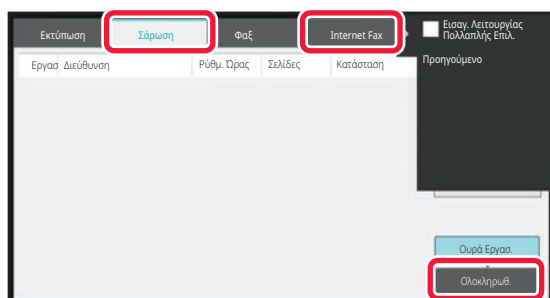 Εκτύπωση Σάρωση Φαξ Internet Fax
Εισαγ. Λειτουργίας
Πολλαπλής Επιλ.
Εργασ Διεύθυνση Ρύθμ. Ώρας Σελίδες Κατάσταση
Προηγούμενο
Ουρά Εργασ.
Ολοκληρωθ.